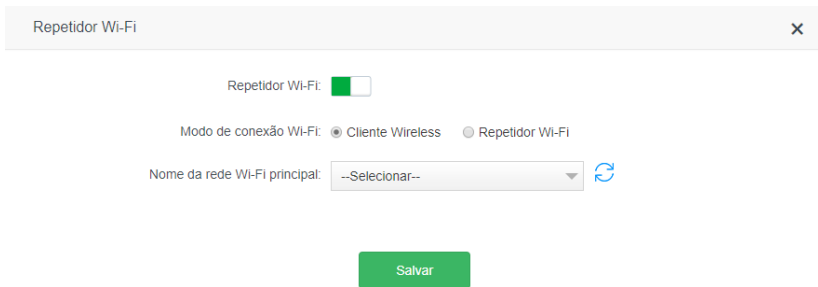 Repetidor Wi-Fi
Repetidor Wi-Fi:
Modo de conexão Wi-Fi: Cliente Wireless Repetidor Wi-Fi
Nome da rede Wi-Fi principal: --Selecionar--
Salvar